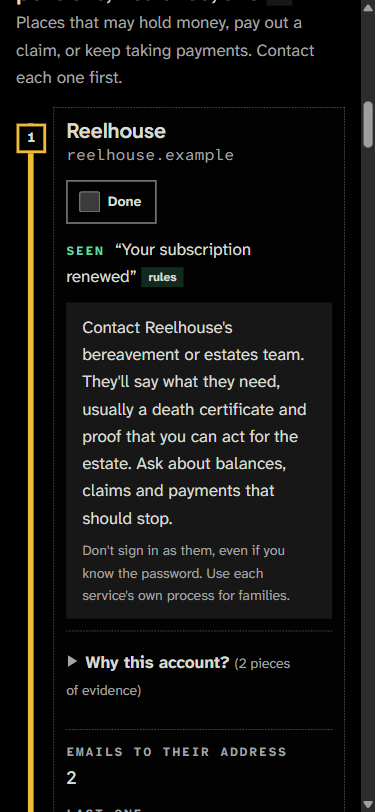 Places that may hold money, pay out a
claim, or keep taking payments. Contact
each one first.
1
Reelhouse
reelhouse.example
Done
SEEN “Your subscription
renewed” rules
Contact Reelhouse's
bereavement or estates team.
They'll say what they need,
usually a death certificate and
proof that you can act for the
estate. Ask about balances,
claims and payments that
should stop.
Don't sign in as them, even if you
know the password. Use each
service's own process for families.
Why this account? (2 pieces
of evidence)
EMAILS TO THEIR ADDRESS
2